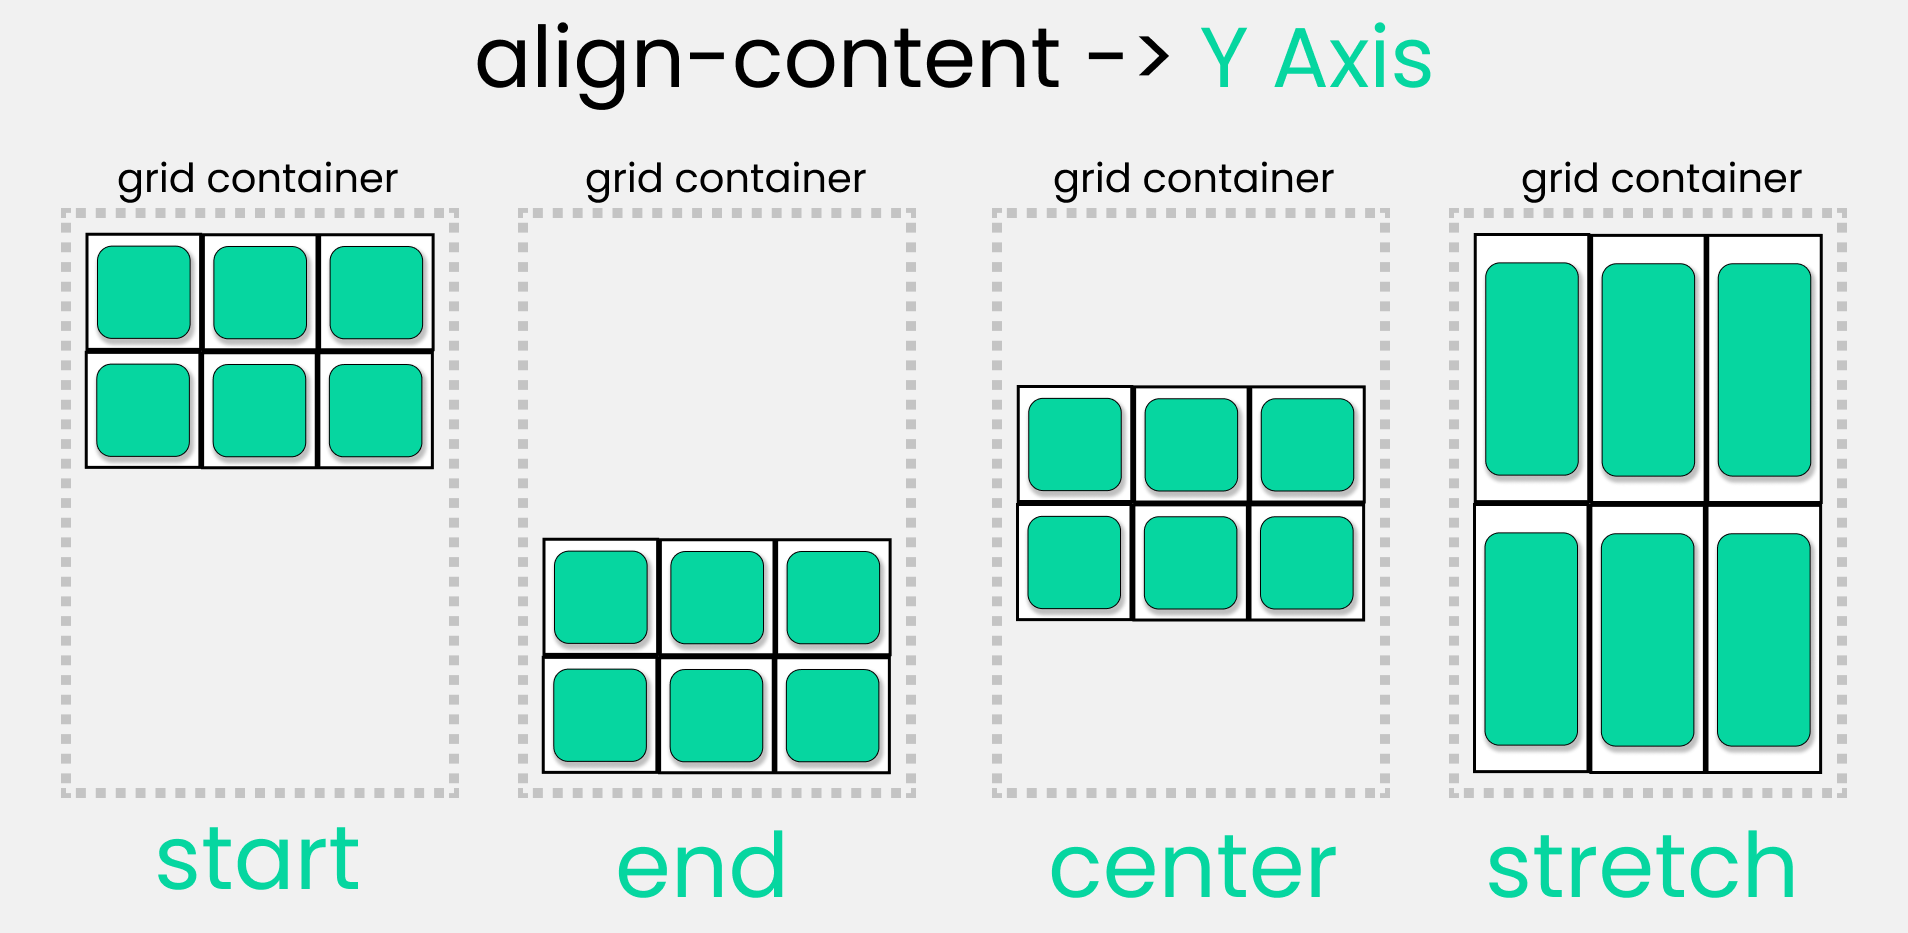 align-content -> Y Axis
grid container
grid container
grid container
grid container
start
end
center
stretch